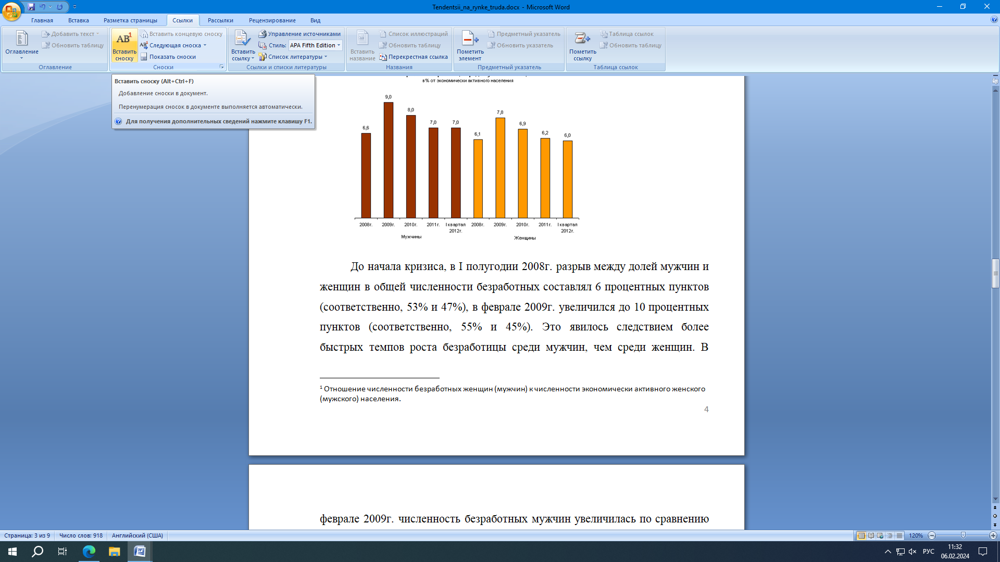 Tendentsii_na_rynke_truda.docx - Microsoft Word
Главная Вставка Разметка страницы Ссылки Рассылки Рецензирование Вид
Оглавление
Добавить текст
Обновить таблицу
Оглавление
AB1
Вставить сноску
Вставить концевую сноску
Следующая сноска
Показать сноски
Сноски
Вставить ссылку
Управление источниками
Стиль: APA Fifth Edition
Список литературы
Ссылки и списки литературы
Вставить название
Список иллюстраций
Обновить таблицу
Перекрестная ссылка
Названия
Пометить элемент
Предметный указатель
Обновить указатель
Предметный указатель
Пометить ссылку
Таблица ссылок
Обновить таблицу
Таблица ссылок
Вставить сноску (Alt+Ctrl+F)
Добавление сноски в документ.
Перенумерация сносок в документе выполняется автоматически.
Для получения дополнительных сведений нажмите клавишу F1.
в % от экономически активного населения
6,6 9,0 8,0 7,0 7,0 6,1 7,8 6,9 6,2 6,0
2008г. 2009г. 2010г. 2011г. I квартал 2012г. 2008г. 2009г. 2010г. 2011г. I квартал 2012г.
Мужчины Женщины
До начала кризиса, в I полугодии 2008г. разрыв между долей мужчин и
женщин в общей численности безработных составлял 6 процентных пунктов
(соответственно, 53% и 47%), в феврале 2009г. увеличился до 10 процентных
пунктов (соответственно, 55% и 45%). Это явилось следствием более
быстрых темпов роста безработицы среди мужчин, чем среди женщин. В
1 Отношение численности безработных женщин (мужчин) к численности экономически активного женского
(мужского) населения.
4
феврале 2009г. численность безработных мужчин увеличилась по сравнению
Страница: 3 из 9 Число слов: 918 Английский (США) 120%
РУС 11:32
06.02.2024